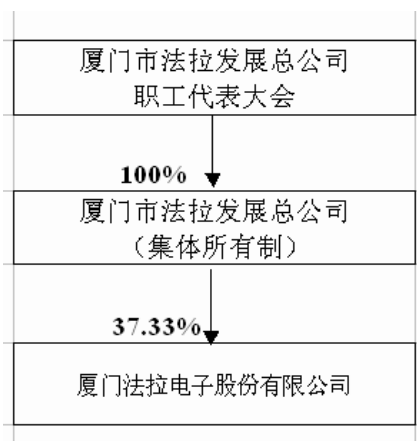 厦门市法拉发展总公司
职工代表大会
100%
厦门市法拉发展总公司
（集体所有制）
37.33%
厦门法拉电子股份有限公司